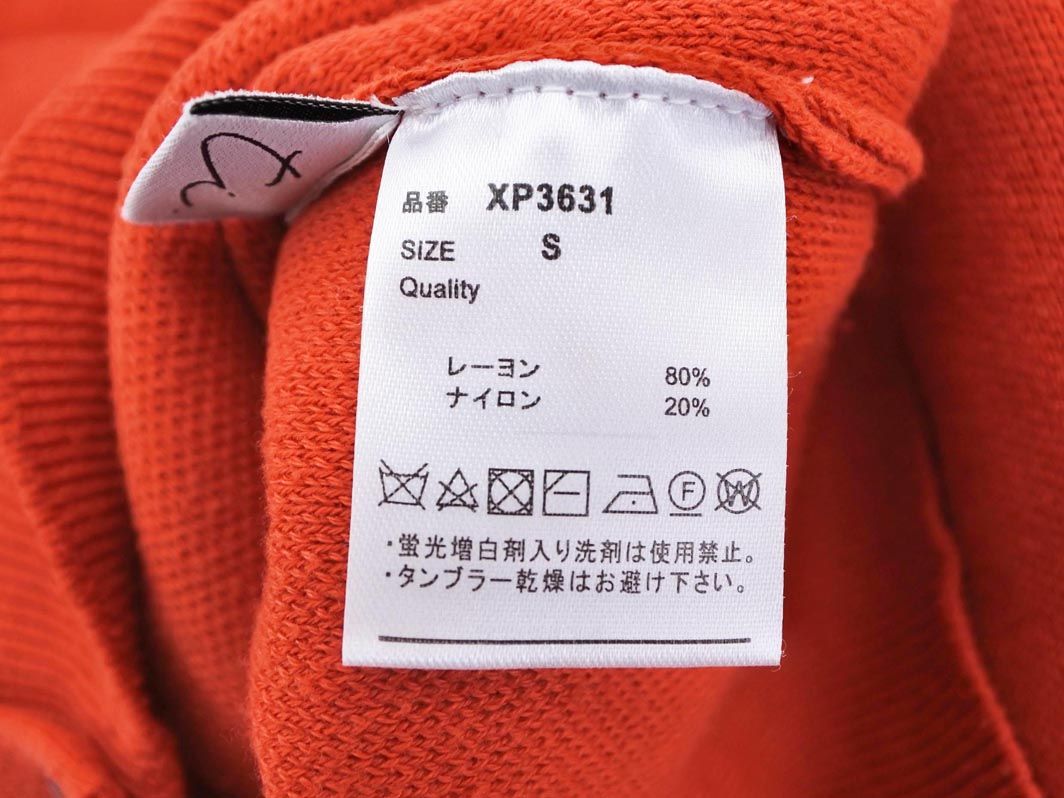 品番 XP3631
SIZE S
Quality
レーヨン 80%
ナイロン 20%
F W
・蛍光増白剤入り洗剤は使用禁止。
・タンブラー乾燥はお避け下さい。